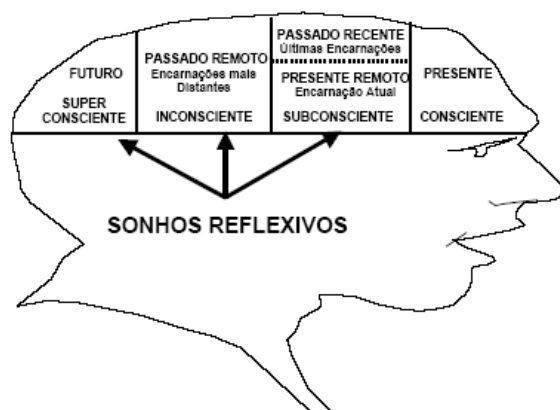 FUTURO
SUPER
CONSCIENTE
PASSADO REMOTO
Encarnações mais
Distantes
INCONSCIENTE
PASSADO RECENTE
Últimas Encarnações
PRESENTE REMOTO
Encarnação Atual
SUBCONSCIENTE
PRESENTE
CONSCIENTE
SONHOS REFLEXIVOS